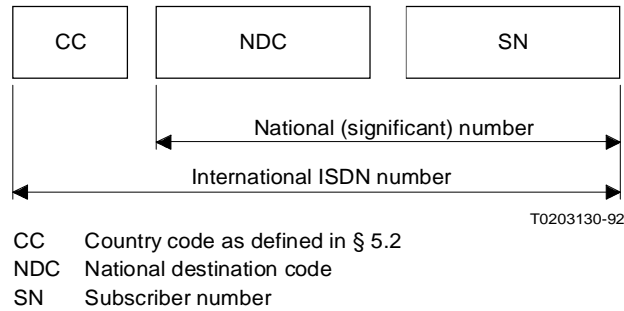 CC NDC SN
National (significant) number
International ISDN number
T0203130-92
CC Country code as defined in § 5.2
NDC National destination code
SN Subscriber number